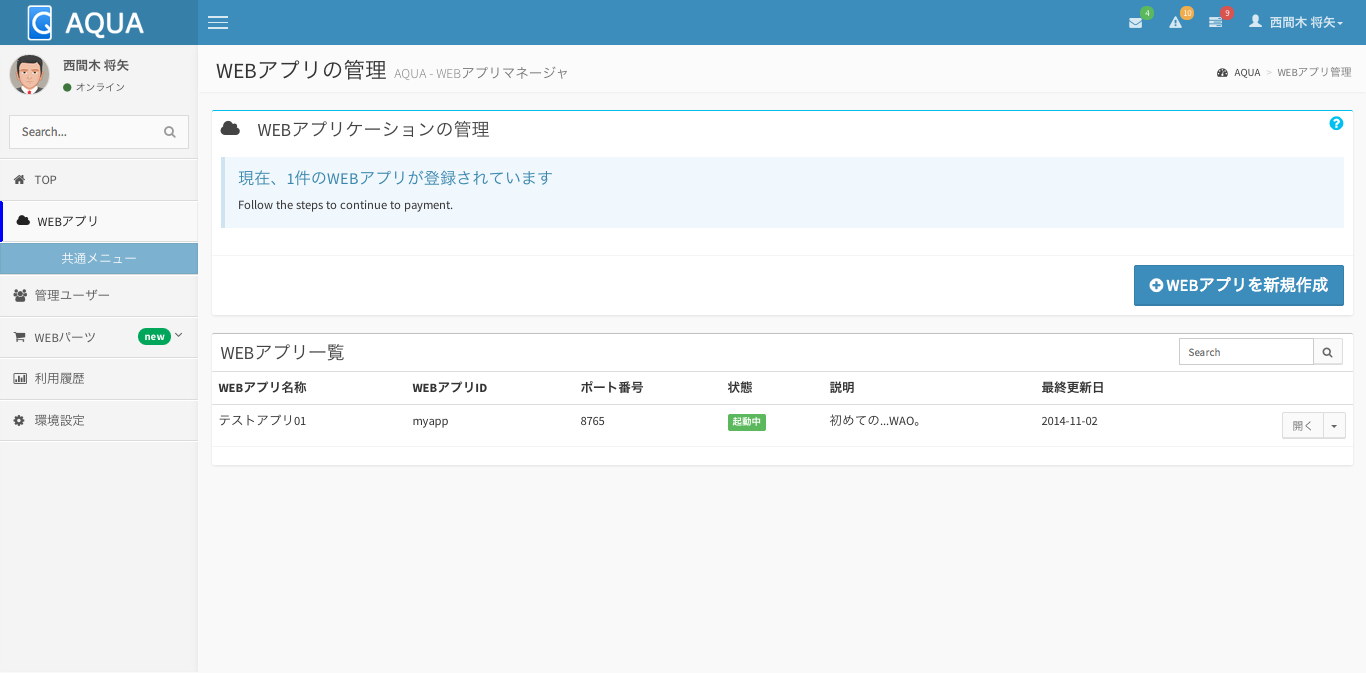 AQUA
4
10
9
西間木 将矢
西間木 将矢
オンライン
Search...
TOP
WEBアプリ
共通メニュー
管理ユーザー
WEBパーツ new
利用履歴
環境設定
WEBアプリの管理 AQUA - WEBアプリマネージャ
AQUA > WEBアプリ管理
WEBアプリケーションの管理
現在、1件のWEBアプリが登録されています
Follow the steps to continue to payment.
WEBアプリを新規作成
WEBアプリ一覧
Search
WEBアプリ名称 WEBアプリID ポート番号 状態 説明 最終更新日
テストアプリ01 myapp 8765 起動中 初めての...WAO。 2014-11-02 開く